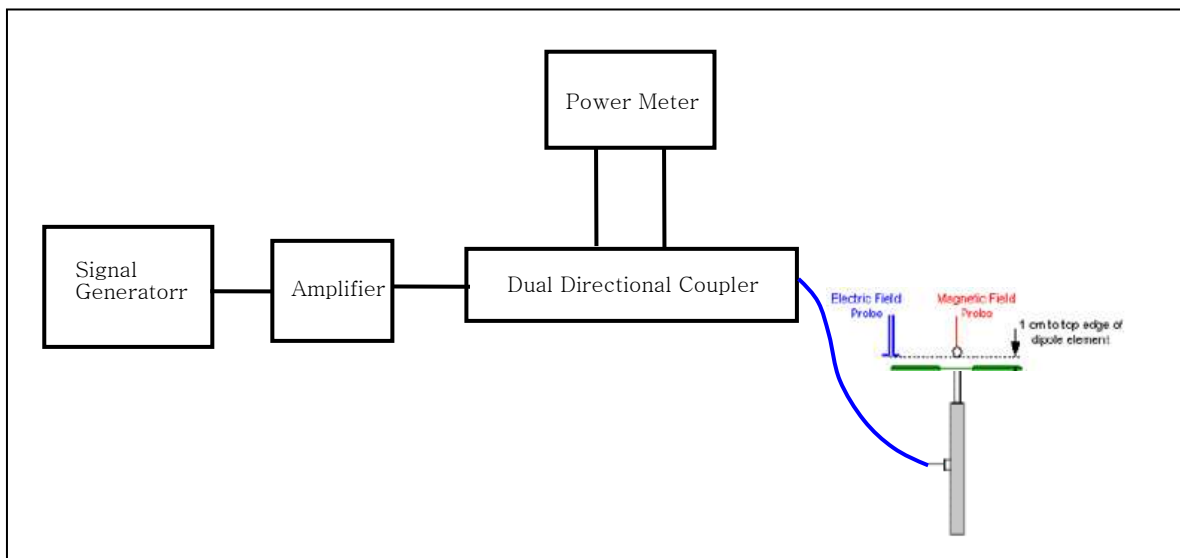 Power Meter
Signal
Generatorr
Amplifier
Dual Directional Coupler
Electric Field
Probe
Magnetic Field
Probe
1 cm to top edge of
dipole element